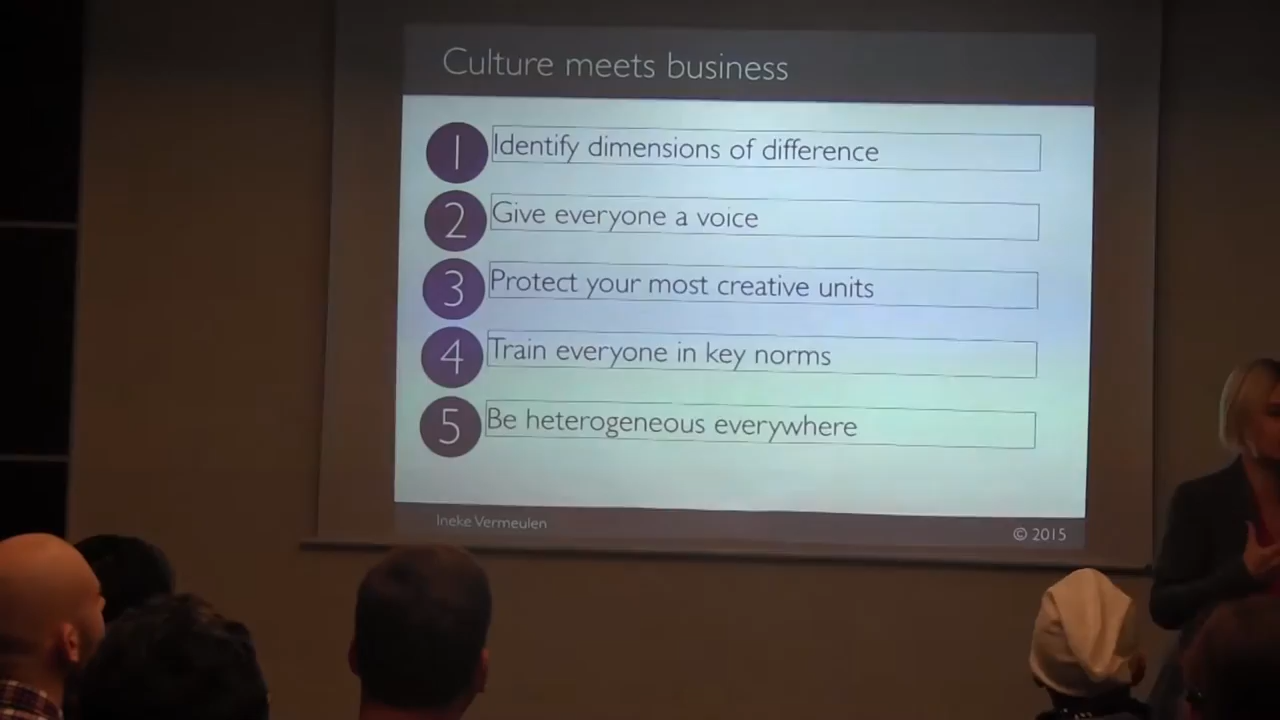 Culture meets business
1 Identify dimensions of difference
2 Give everyone a voice
3 Protect your most creative units
4 Train everyone in key norms
5 Be heterogeneous everywhere
Ineke Vermeulen
© 2015